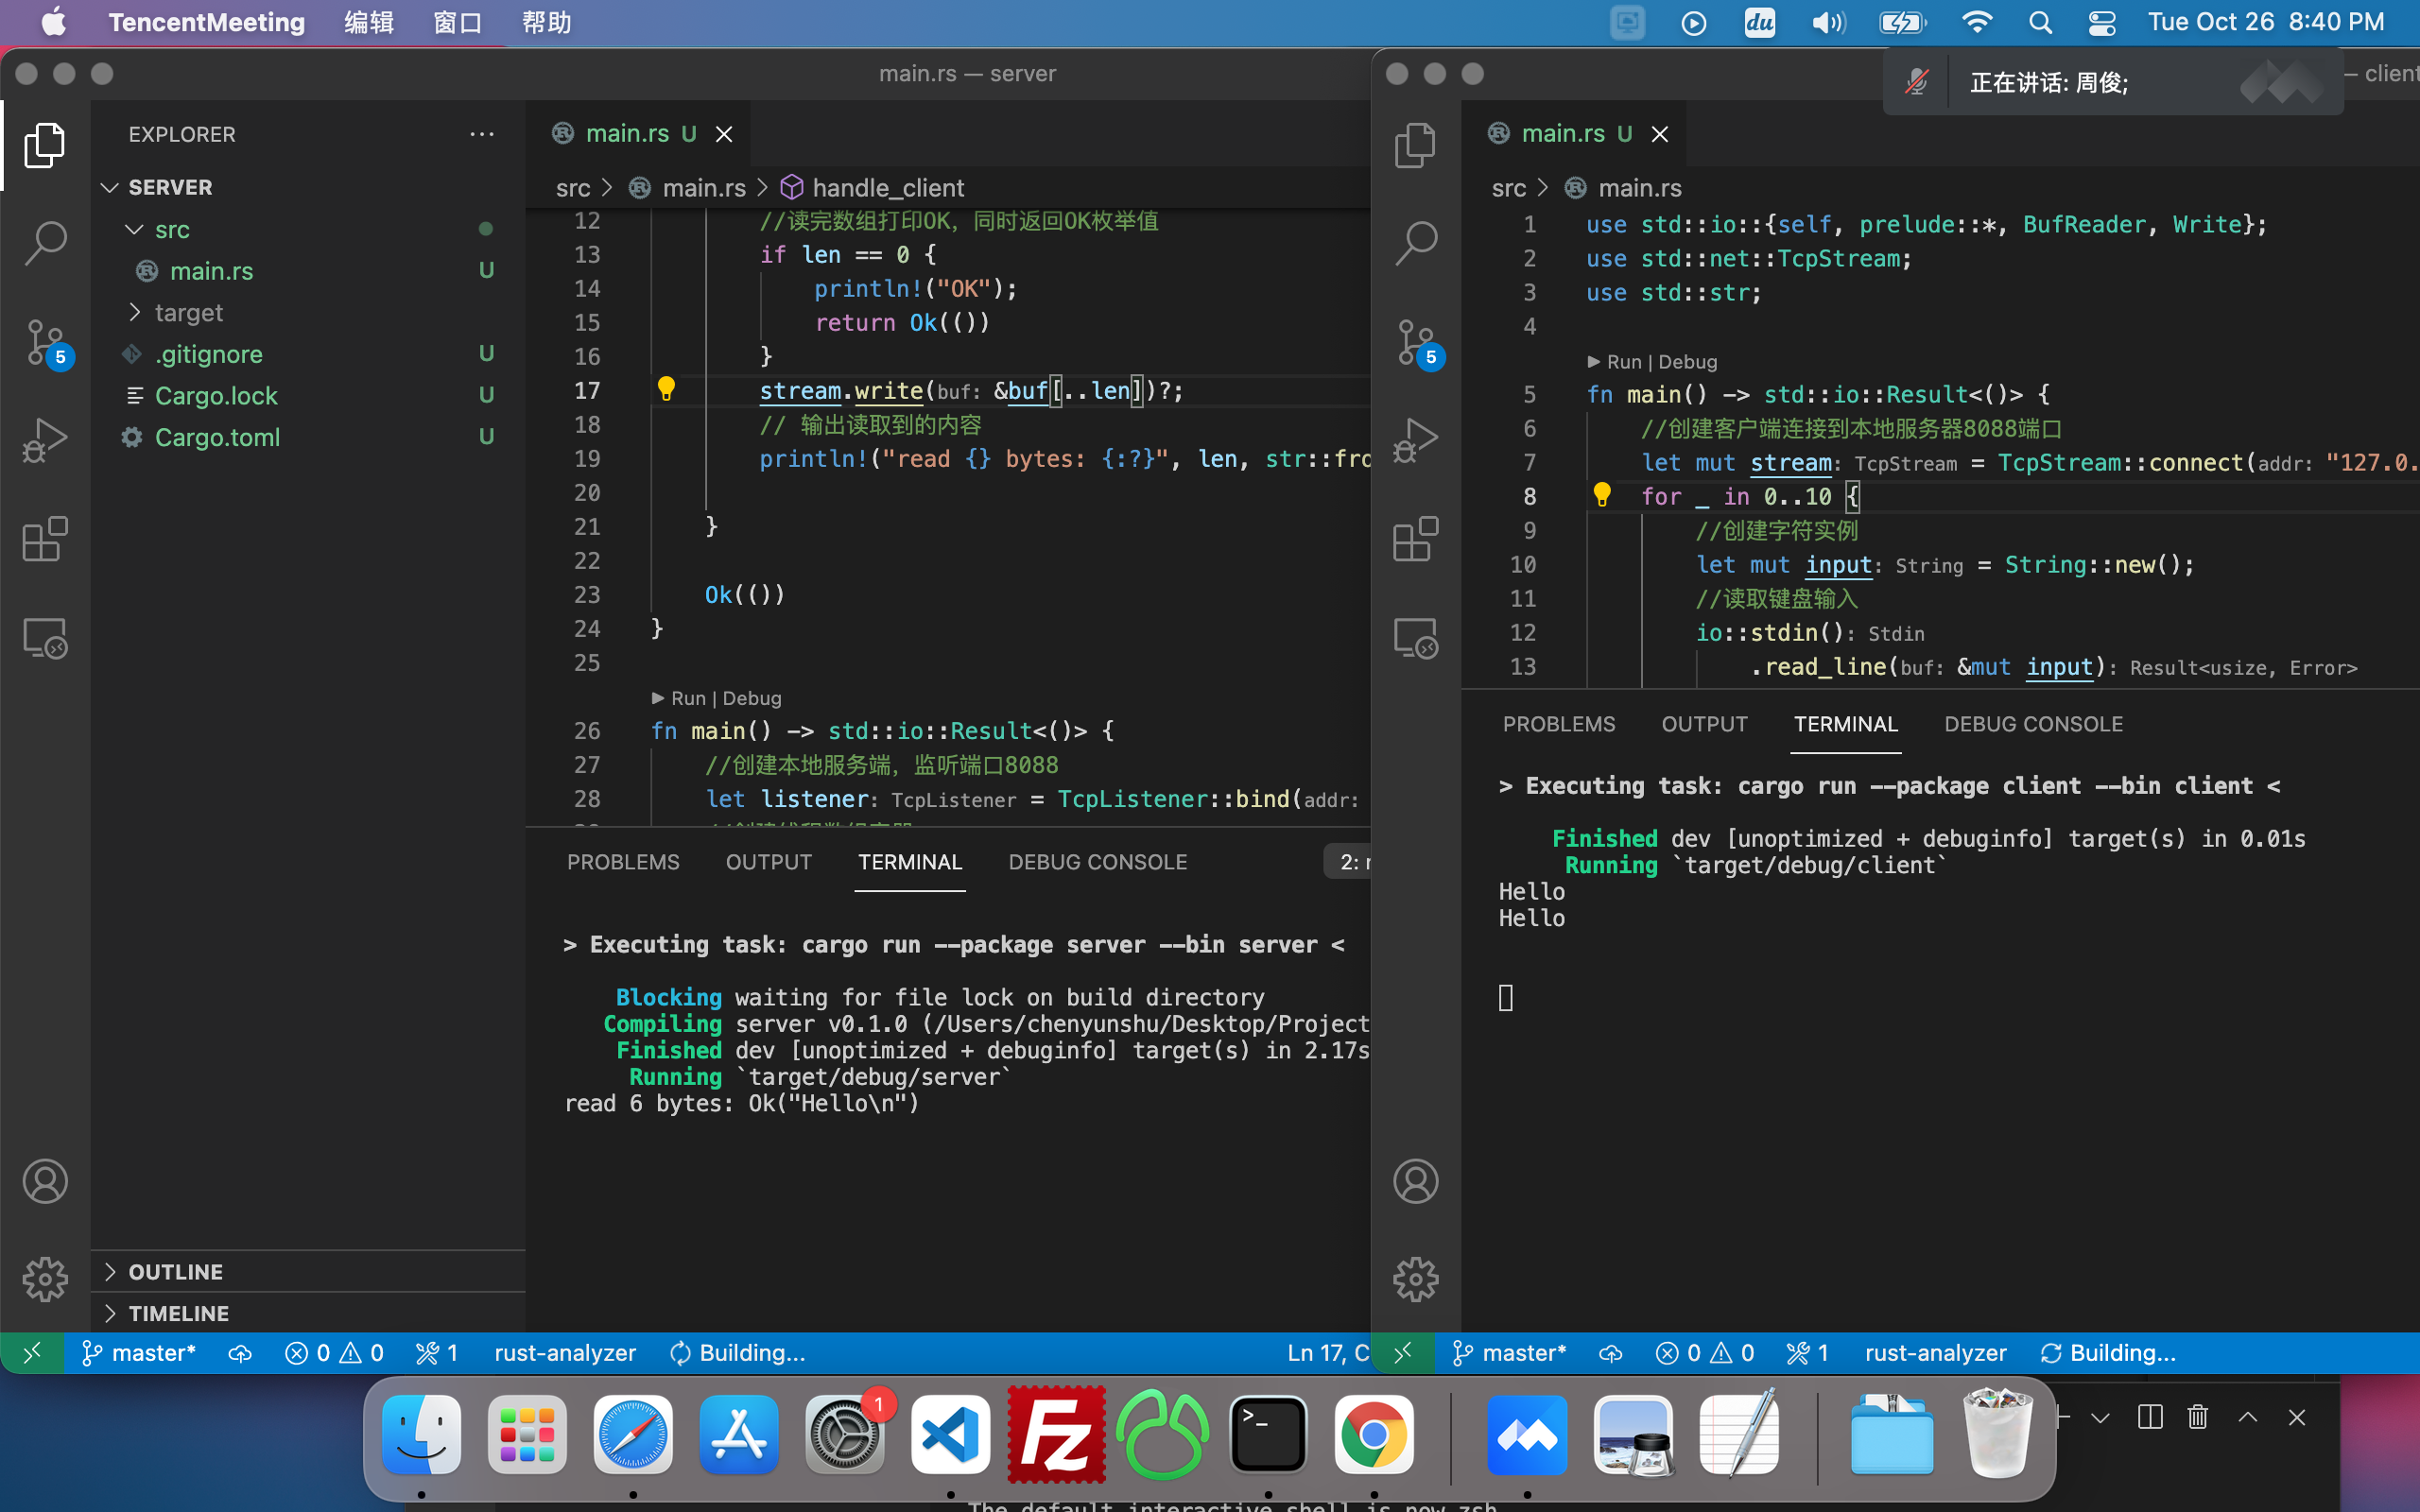 TencentMeeting 编辑 窗口 帮助
du
Tue Oct 26 8:40 PM
main.rs — server
EXPLORER
SERVER
src
main.rs U
target
.gitignore U
Cargo.lock U
Cargo.toml U
5
OUTLINE
TIMELINE
main.rs U
src > main.rs > handle_client
12 //读完数组打印OK，同时返回OK枚举值
13 if len == 0 {
14 println!("OK");
15 return Ok(())
16 }
17 stream.write(buf: &buf[..len])?;
18 // 输出读取到的内容
19 println!("read {} bytes: {:?}", len, str::fro
20
21 }
22
23 Ok(())
24 }
25
Run | Debug
26 fn main() -> std::io::Result<()> {
27 //创建本地服务端，监听端口8088
28 let listener: TcpListener = TcpListener::bind(addr:
PROBLEMS OUTPUT TERMINAL DEBUG CONSOLE
2: r
> Executing task: cargo run --package server --bin server <
Blocking waiting for file lock on build directory
Compiling server v0.1.0 (/Users/chenyunshu/Desktop/Project
Finished dev [unoptimized + debuginfo] target(s) in 2.17s
Running `target/debug/server`
read 6 bytes: Ok("Hello\n")
master* 0 0 1 rust-analyzer Building... Ln 17, C
正在讲话: 周俊;
— client
main.rs U
src > main.rs
5
1 use std::io::{self, prelude::*, BufReader, Write};
2 use std::net::TcpStream;
3 use std::str;
4
Run | Debug
5 fn main() -> std::io::Result<()> {
6 //创建客户端连接到本地服务器8088端口
7 let mut stream: TcpStream = TcpStream::connect(addr: "127.0.
8 for _ in 0..10 {
9 //创建字符实例
10 let mut input: String = String::new();
11 //读取键盘输入
12 io::stdin(): Stdin
13 .read_line(buf: &mut input): Result<usize, Error>
PROBLEMS OUTPUT TERMINAL DEBUG CONSOLE
> Executing task: cargo run --package client --bin client <
Finished dev [unoptimized + debuginfo] target(s) in 0.01s
Running `target/debug/client`
Hello
Hello
master* 0 0 1 rust-analyzer Building...
1
Fz
>_
The default interactive shell is now zsh